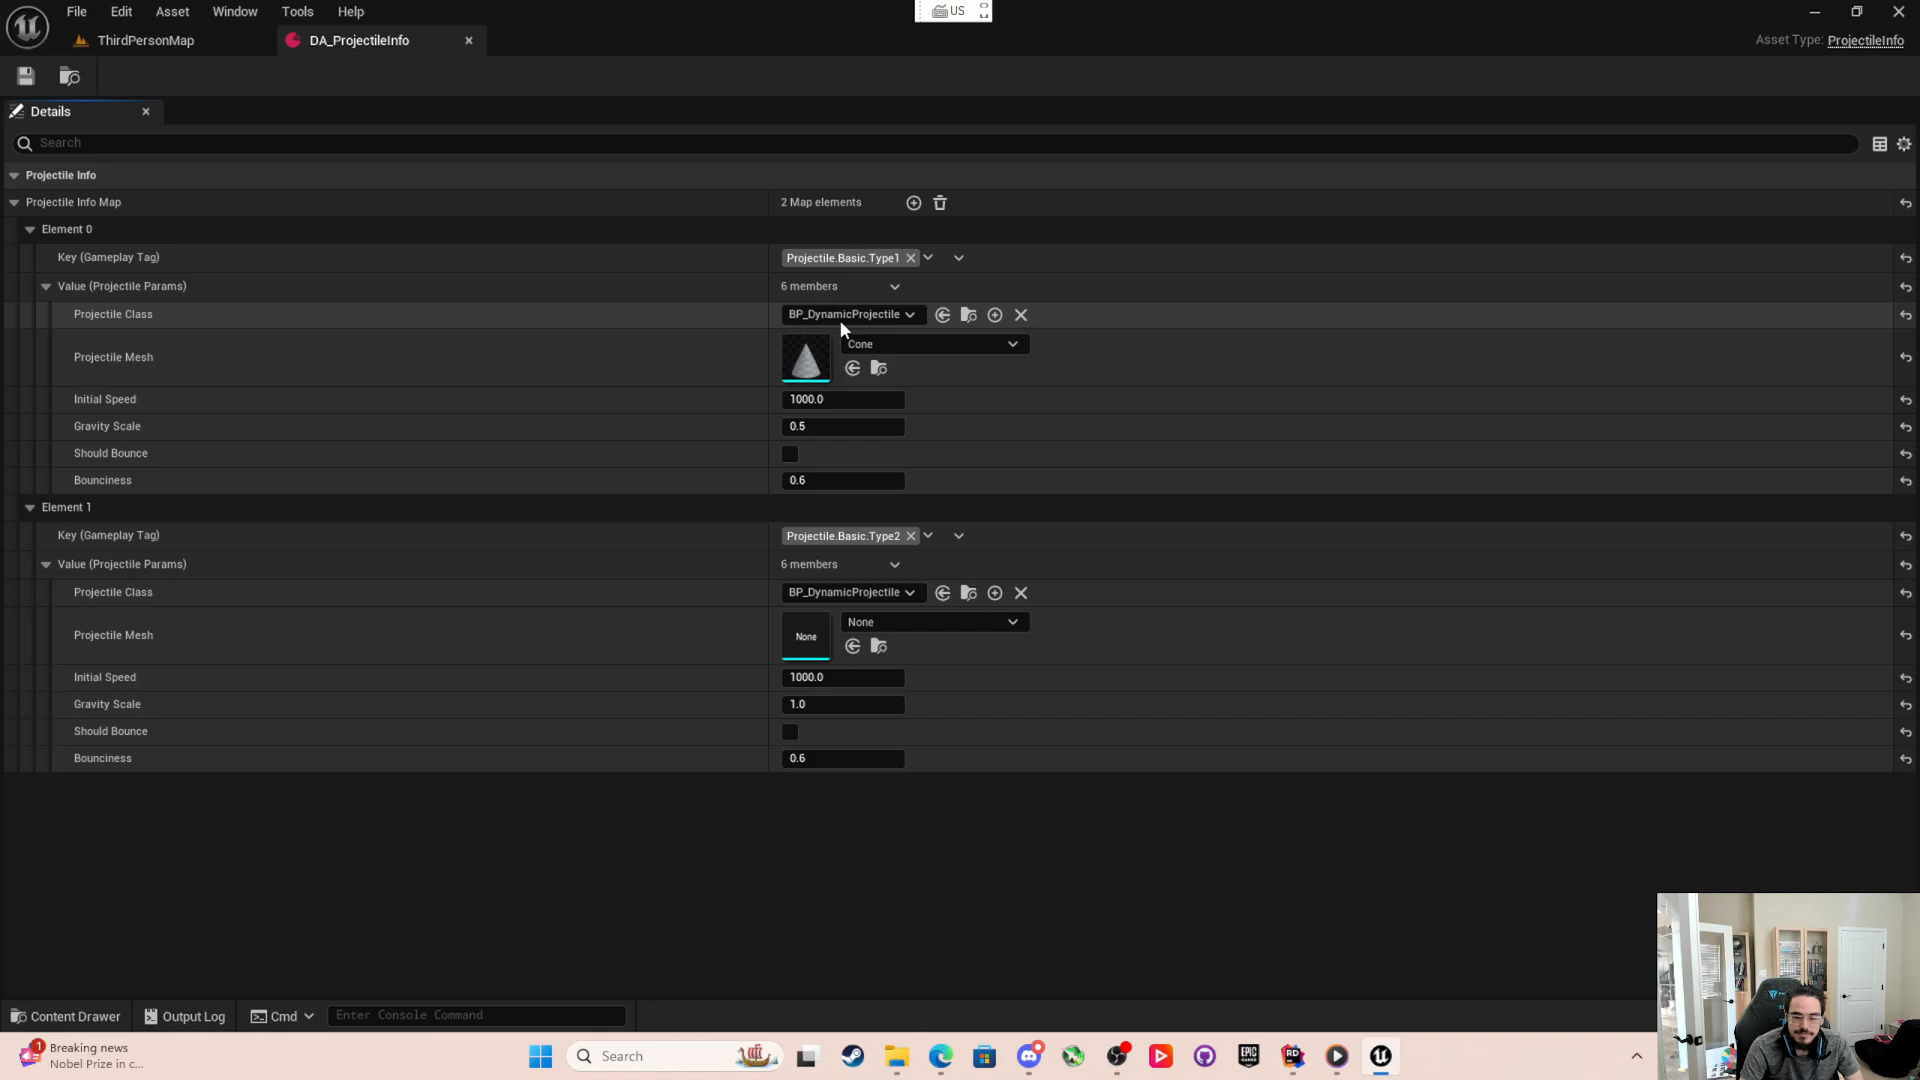 File Edit Asset Window Tools Help
US
ThirdPersonMap
DA_ProjectileInfo
Asset Type: ProjectileInfo
Details
Search
Projectile Info
Projectile Info Map 2 Map elements
Element 0
Key (Gameplay Tag) Projectile.Basic.Type1
Value (Projectile Params) 6 members
Projectile Class BP_DynamicProjectile
Projectile Mesh Cone
Initial Speed 1000.0
Gravity Scale 0.5
Should Bounce
Bounciness 0.6
Element 1
Key (Gameplay Tag) Projectile.Basic.Type2
Value (Projectile Params) 6 members
Projectile Class BP_DynamicProjectile
None
Projectile Mesh None
Initial Speed 1000.0
Gravity Scale 1.0
Should Bounce
Bounciness 0.6
Content Drawer Output Log Cmd Enter Console Command
1 Breaking news
Nobel Prize in c...
Search
EPIC GAMES
RD